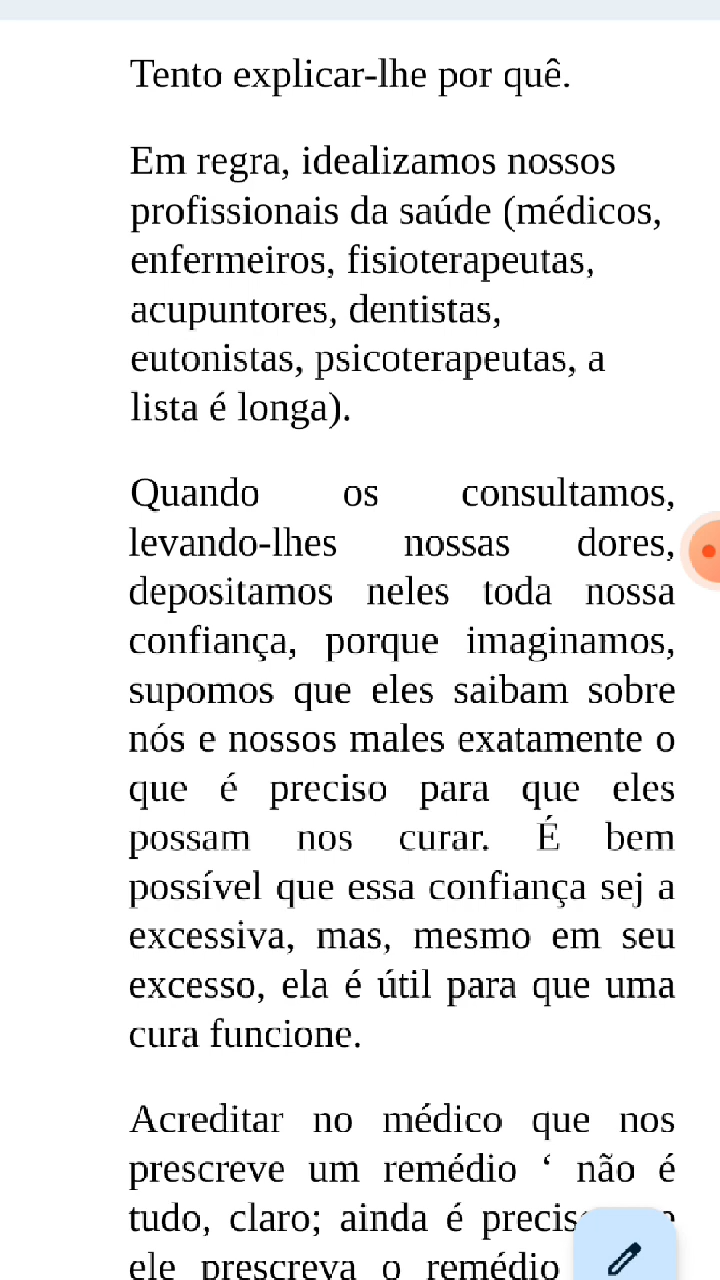 Tento explicar-lhe por quê.
Em regra, idealizamos nossos
profissionais da saúde (médicos,
enfermeiros, fisioterapeutas,
acupuntores, dentistas,
eutonistas, psicoterapeutas, a
lista é longa).
Quando os consultamos,
levando-lhes nossas dores,
depositamos neles toda nossa
confiança, porque imaginamos,
supomos que eles saibam sobre
nós e nossos males exatamente o
que é preciso para que eles
possam nos curar. É bem
possível que essa confiança sej a
excessiva, mas, mesmo em seu
excesso, ela é útil para que uma
cura funcione.
Acreditar no médico que nos
prescreve um remédio ‘ não é
tudo, claro; ainda é
ele prescreva o remédio